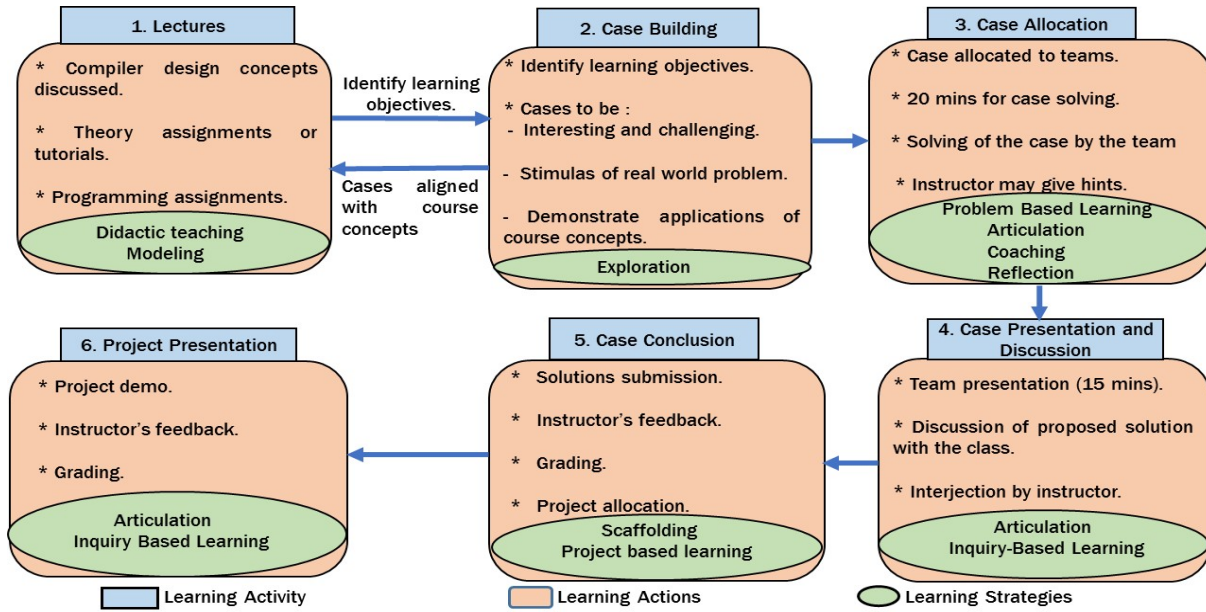 1. Lectures
* Compiler design concepts
discussed.
* Theory assignments or
tutorials.
* Programming assignments.
Didactic teaching
Modeling
Identify learning
objectives.
Cases aligned
with course
concepts
2. Case Building
* Identify learning objectives.
* Cases to be :
- Interesting and challenging.
- Stimulas of real world problem.
- Demonstrate applications of
course concepts.
Exploration
3. Case Allocation
* Case allocated to teams.
* 20 mins for case solving.
* Solving of the case by the team
* Instructor may give hints.
Problem Based Learning
Articulation
Coaching
Reflection
4. Case Presentation and
Discussion
* Team presentation (15 mins).
* Discussion of proposed solution
with the class.
* Interjection by instructor.
Articulation
Inquiry-Based Learning
5. Case Conclusion
* Solutions submission.
* Instructor's feedback.
* Grading.
* Project allocation.
Scaffolding
Project based learning
6. Project Presentation
* Project demo.
* Instructor's feedback.
* Grading.
Articulation
Inquiry Based Learning
Learning Activity
Learning Actions
Learning Strategies